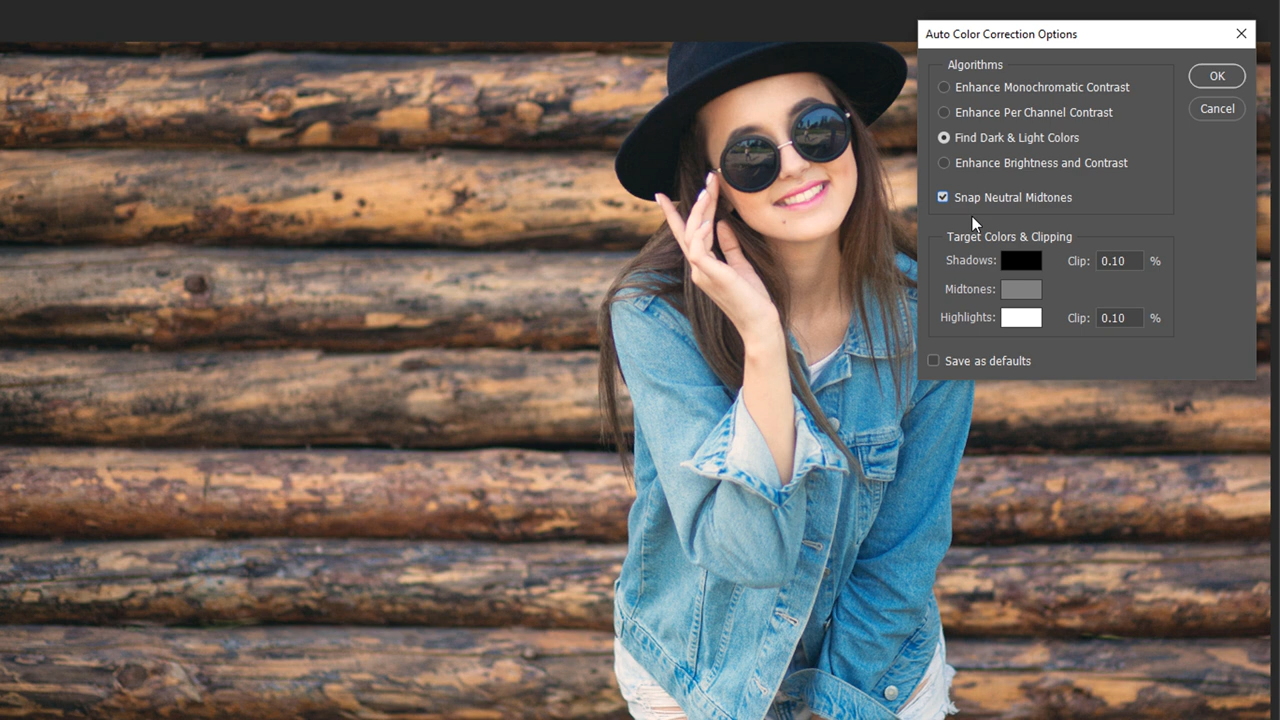 Auto Color Correction Options
Algorithms
Enhance Monochromatic Contrast
Enhance Per Channel Contrast
Find Dark & Light Colors
Enhance Brightness and Contrast
Snap Neutral Midtones
OK
Cancel
Target Colors & Clipping
Shadows: Clip: 0.10 %
Midtones:
Highlights: Clip: 0.10 %
Save as defaults